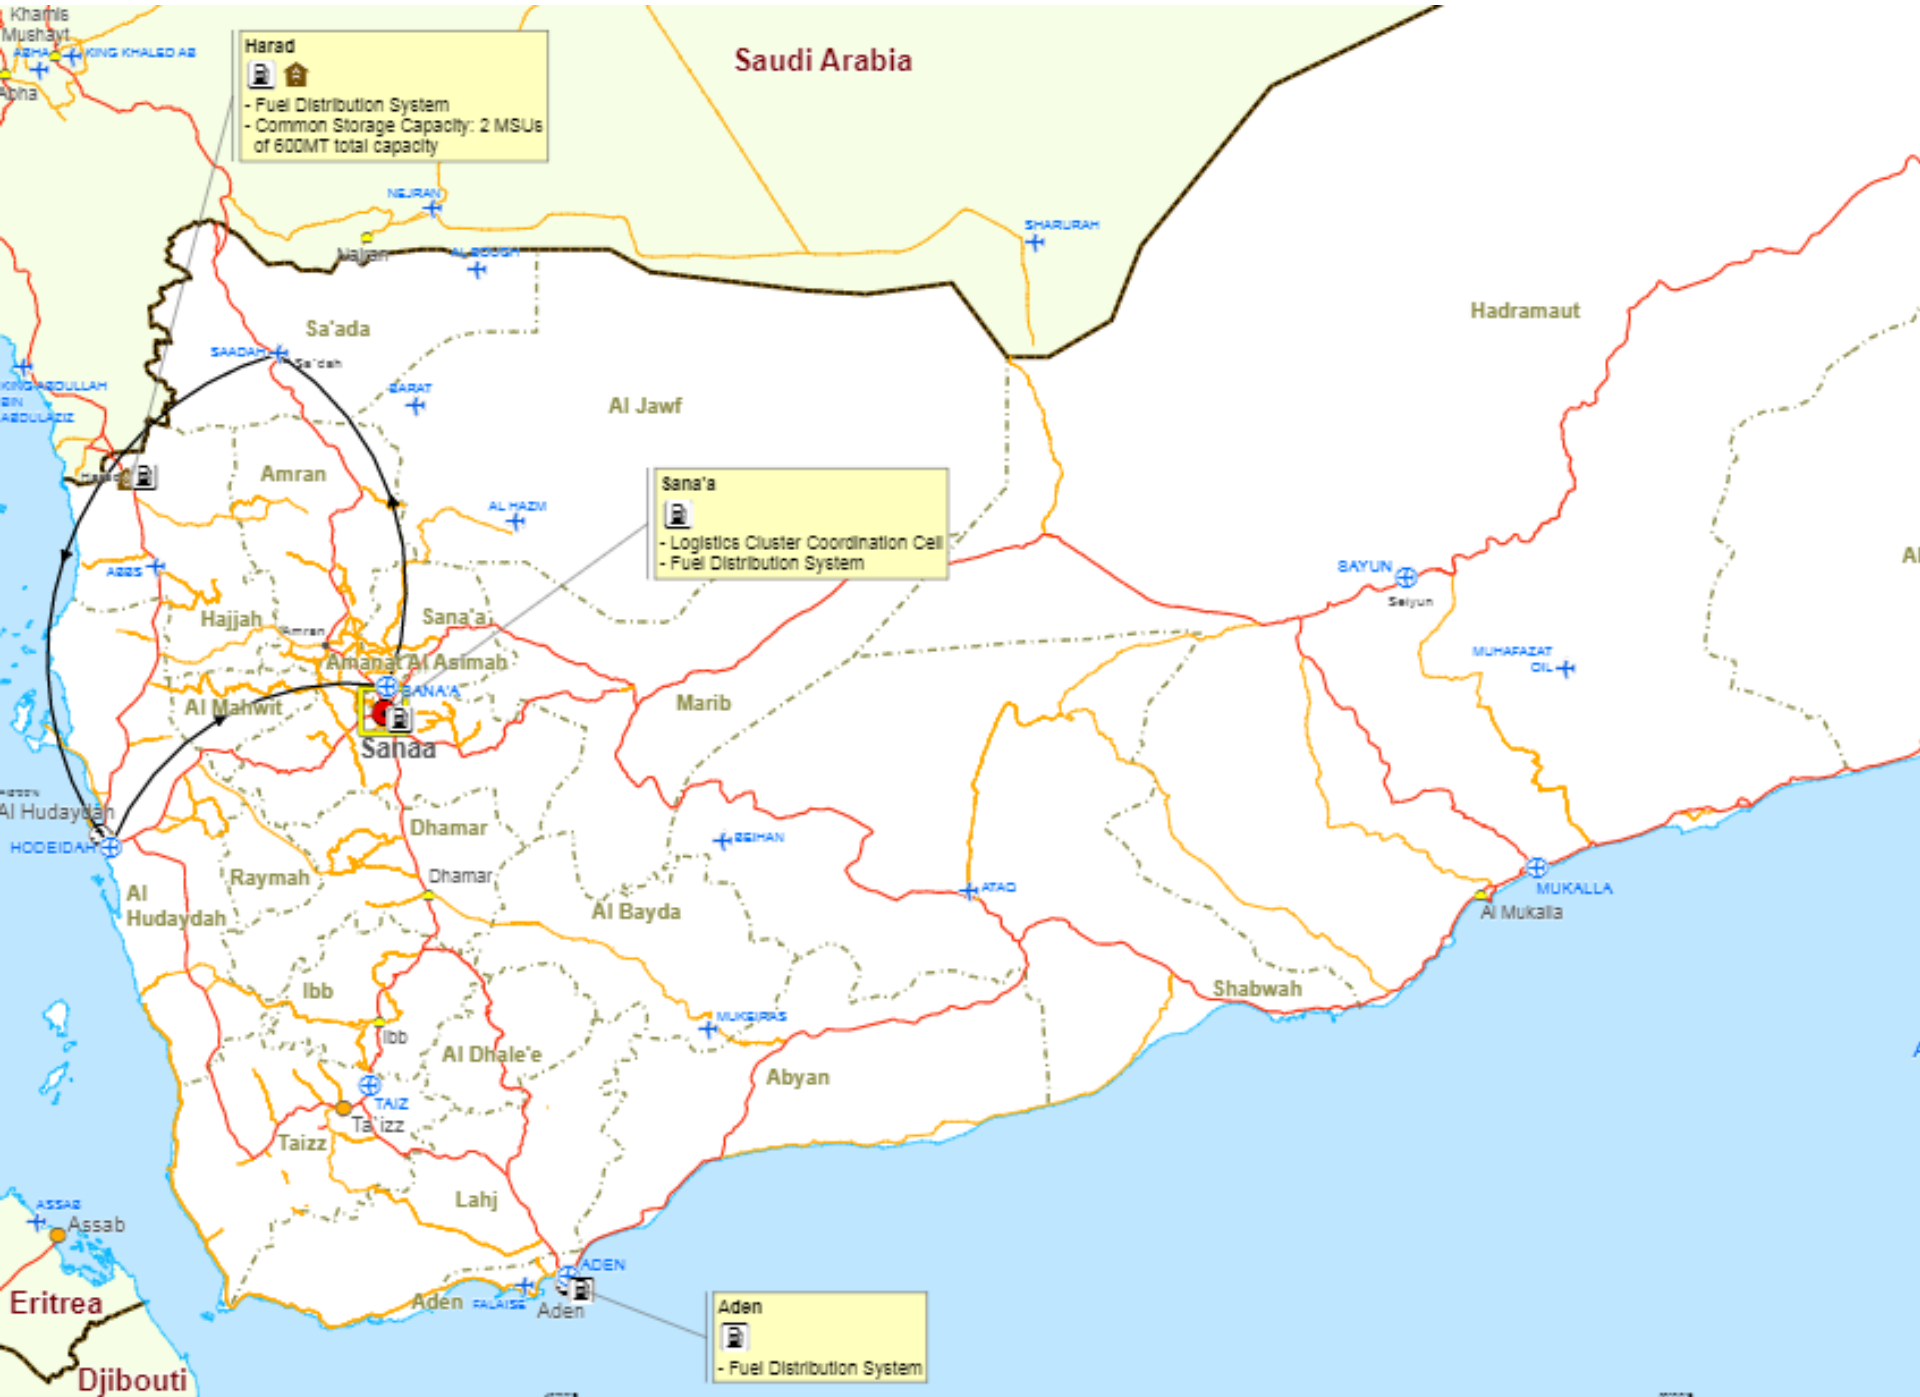 Khamis
Mushayt
ABHA
KING KHALED AB
Abha
Harad
- Fuel Distribution System
- Common Storage Capacity: 2 MSUs
of 600MT total capacity
Saudi Arabia
NEJRAN
Najran
SHARURAH
Hadramaut
Sa'ada
SAADAH
Sa'dah
KING ABDULLAH
BIN
ABDULAZIZ
BARAT
Al Jawf
Amran
AL HAZM
Sana'a
- Logistics Cluster Coordination Cell
- Fuel Distribution System
ABBS
Hajjah
Amran
Sana'a
Amanat Al Asimah
SANA'A
Al Mahwit
Sanaa
Marib
SAYUN
Seiyun
MUHAFAZAT
OIL
Al
Al Hudaydah
HODEIDAH
Dhamar
BEIHAN
Raymah
Dhamar
ATAQ
MUKALLA
Al Mukalla
Al
Hudaydah
Al Bayda
Ibb
Shabwah
Ibb
MUKEIRAS
Al Dhale'e
Abyan
TAIZ
Ta'izz
Taizz
Lahj
ASSAB
Assab
Eritrea
ADEN
Aden
FALAISE
Aden
Aden
- Fuel Distribution System
Djibouti